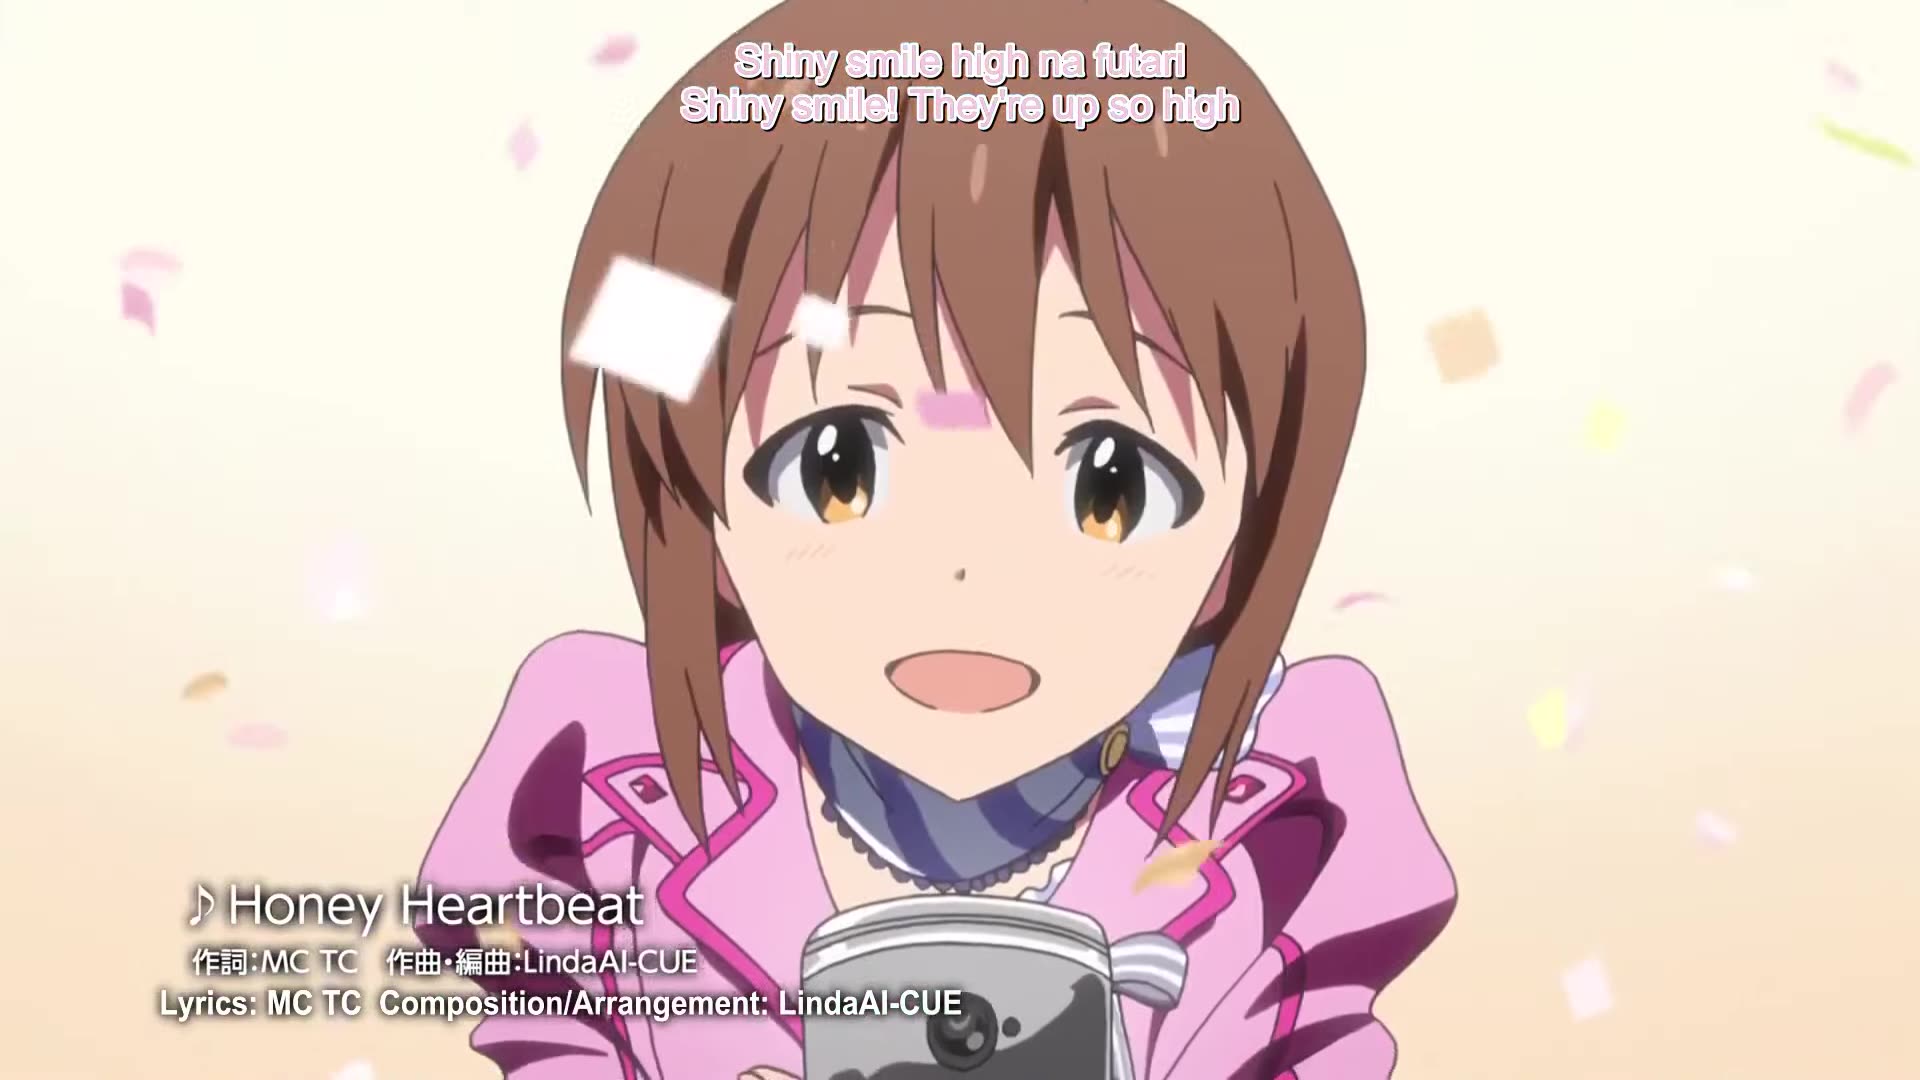 Shiny smile high na futari
Shiny smile! They're up so high
♪Honey Heartbeat
作詞:MC TC 作曲・編曲:LindaAI-CUE
Lyrics: MC TC Composition/Arrangement: LindaAI-CUE